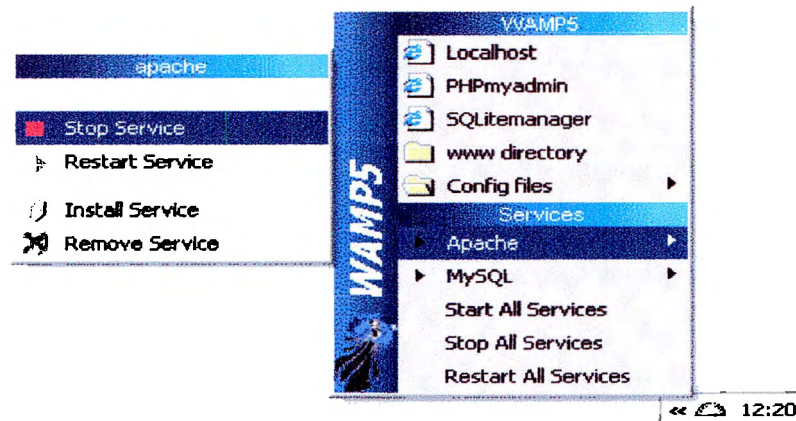 apache
Stop Service
Restart Service
Install Service
Remove Service
WAMP5
WAMP5
Localhost
PHPmyadmin
SQLitemanager
www directory
Config files
Services
Apache
MySQL
Start All Services
Stop All Services
Restart All Services
« 12:20